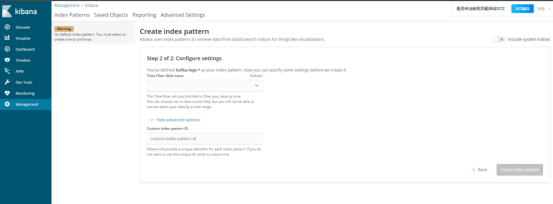 kibana
Discover
Visualize
Dashboard
Timelion
APM
Dev Tools
Monitoring
Management
Management / Kibana
Index Patterns Saved Objects Reporting Advanced Settings
Warning
No default index pattern. You must select or
create one to continue.
Create index pattern
Kibana uses index patterns to retrieve data from Elasticsearch indices for things like visualizations.
Include system indices
Step 2 of 2: Configure settings
You've defined kafka-logs-* as your index pattern. Now you can specify some settings before we create it.
Time Filter field name Refresh
The Time Filter will use this field to filter your data by time.
You can choose not to have a time field, but you will not be able to
narrow down your data by a time range.
Hide advanced options
Custom index pattern ID
custom-index-pattern-id
Kibana will provide a unique identifier for each index pattern. If you do
not want to use this unique ID, enter a custom one.
Back
Create index pattern